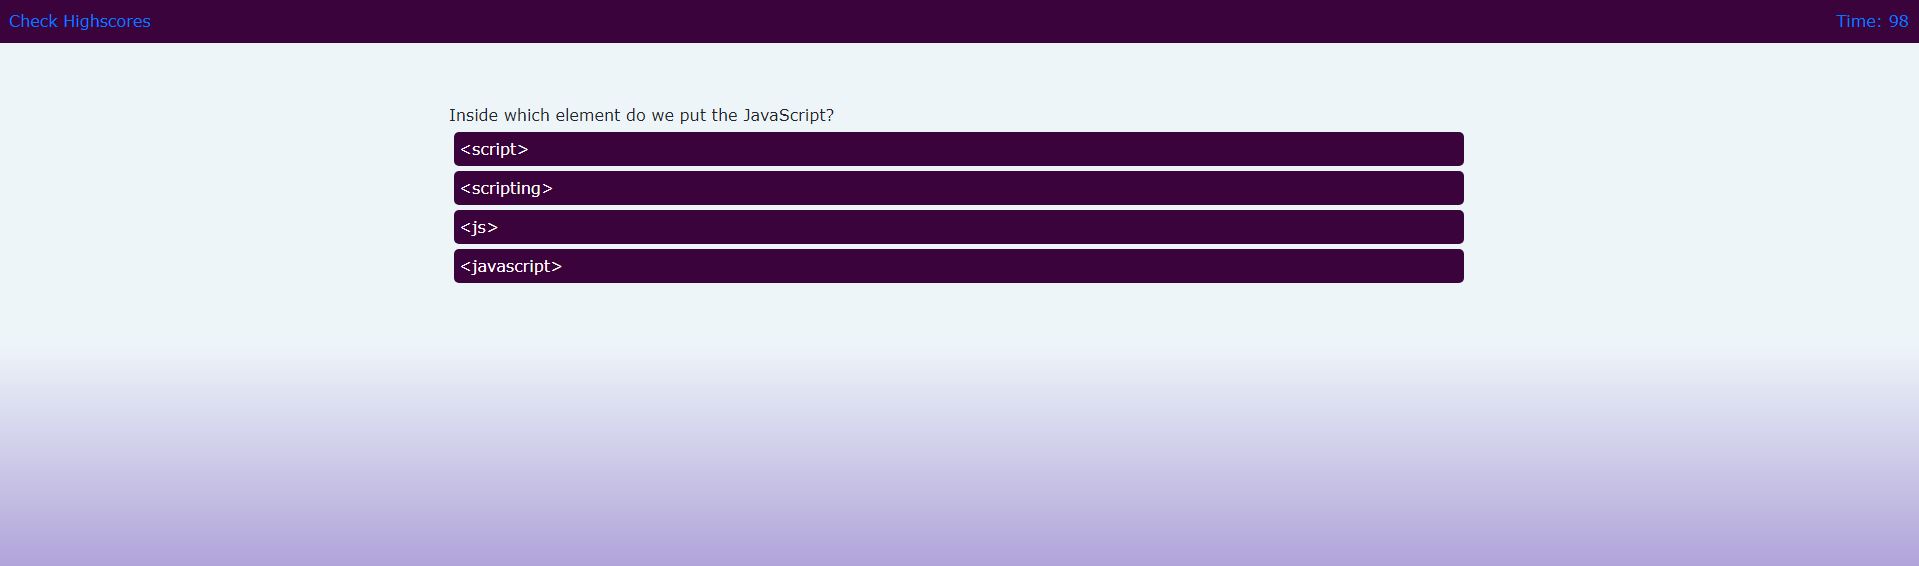 Check Highscores
Time: 98
Inside which element do we put the JavaScript?
<script>
<scripting>
<js>
<javascript>